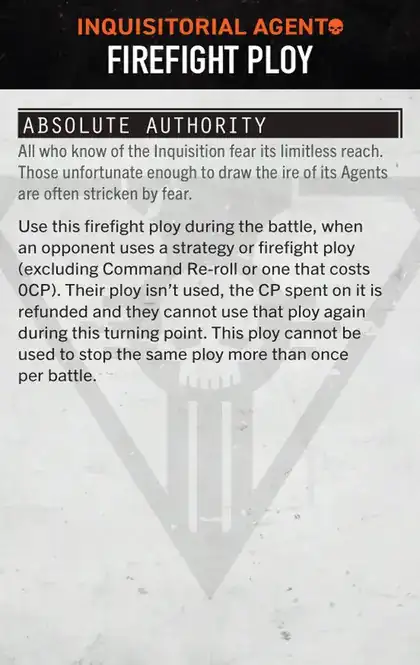 INQUISITORIAL AGENT
FIREFIGHT PLOY
ABSOLUTE AUTHORITY
All who know of the Inquisition fear its limitless reach.
Those unfortunate enough to draw the ire of its Agents
are often stricken by fear.
Use this firefight ploy during the battle, when
an opponent uses a strategy or firefight ploy
(excluding Command Re-roll or one that costs
0CP). Their ploy isn’t used, the CP spent on it is
refunded and they cannot use that ploy again
during this turning point. This ploy cannot be
used to stop the same ploy more than once
per battle.